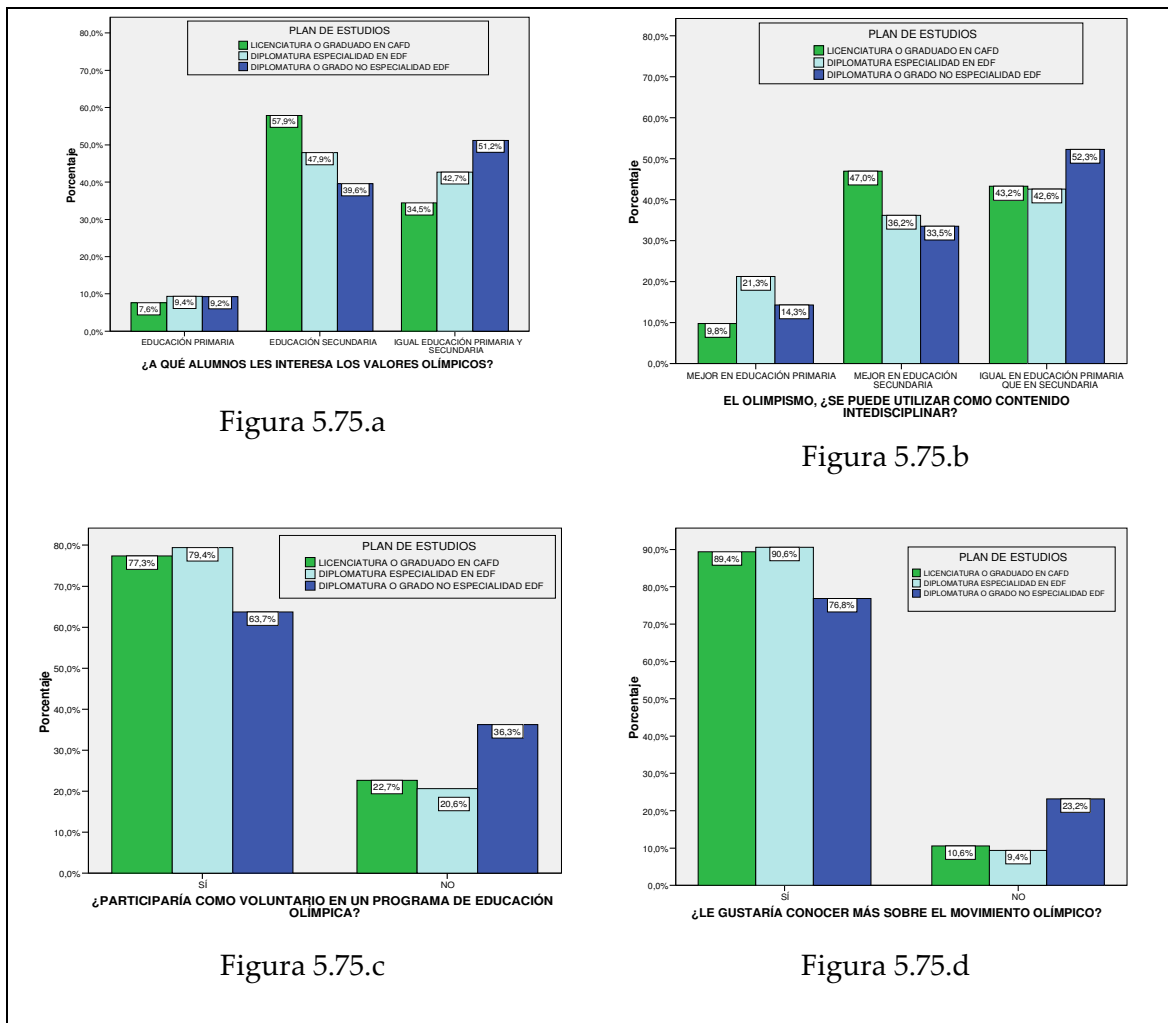 PLAN DE ESTUDIOS
LICENCIATURA O GRADUADO EN CAFD
DIPLOMATURA ESPECIALIDAD EN EDF
DIPLOMATURA O GRADO NO ESPECIALIDAD EDF
Porcentaje
80,0%
70,0%
60,0%
50,0%
40,0%
30,0%
20,0%
10,0%
0,0%
7,6%
9,4%
9,2%
57,9%
47,9%
39,6%
34,5%
42,7%
51,2%
EDUCACIÓN PRIMARIA
EDUCACIÓN SECUNDARIA
IGUAL EDUCACIÓN PRIMARIA Y
SECUNDARIA
¿A QUÉ ALUMNOS LES INTERESA LOS VALORES OLÍMPICOS?
Figura 5.75.a
PLAN DE ESTUDIOS
LICENCIATURA O GRADUADO EN CAFD
DIPLOMATURA ESPECIALIDAD EN EDF
DIPLOMATURA O GRADO NO ESPECIALIDAD EDF
Porcentaje
80,0%
70,0%
60,0%
50,0%
40,0%
30,0%
20,0%
10,0%
0,0%
9,8%
21,3%
14,3%
47,0%
36,2%
33,5%
43,2%
42,6%
52,3%
MEJOR EN EDUCACIÓN PRIMARIA
MEJOR EN EDUCACIÓN
SECUNDARIA
IGUAL EN EDUCACIÓN PRIMARIA
QUE EN SECUNDARIA
EL OLIMPISMO, ¿SE PUEDE UTILIZAR COMO CONTENIDO
INTEDISCIPLINAR?
Figura 5.75.b
PLAN DE ESTUDIOS
LICENCIATURA O GRADUADO EN CAFD
DIPLOMATURA ESPECIALIDAD EN EDF
DIPLOMATURA O GRADO NO ESPECIALIDAD EDF
Porcentaje
80,0%
70,0%
60,0%
50,0%
40,0%
30,0%
20,0%
10,0%
0,0%
77,3%
79,4%
63,7%
22,7%
20,6%
36,3%
SÍ
NO
¿PARTICIPARÍA COMO VOLUNTARIO EN UN PROGRAMA DE EDUCACIÓN
OLÍMPICA?
Figura 5.75.c
PLAN DE ESTUDIOS
LICENCIATURA O GRADUADO EN CAFD
DIPLOMATURA ESPECIALIDAD EN EDF
DIPLOMATURA O GRADO NO ESPECIALIDAD EDF
Porcentaje
90,0%
80,0%
70,0%
60,0%
50,0%
40,0%
30,0%
20,0%
10,0%
0,0%
89,4%
90,6%
76,8%
10,6%
9,4%
23,2%
SÍ
NO
¿LE GUSTARÍA CONOCER MÁS SOBRE EL MOVIMIENTO OLÍMPICO?
Figura 5.75.d